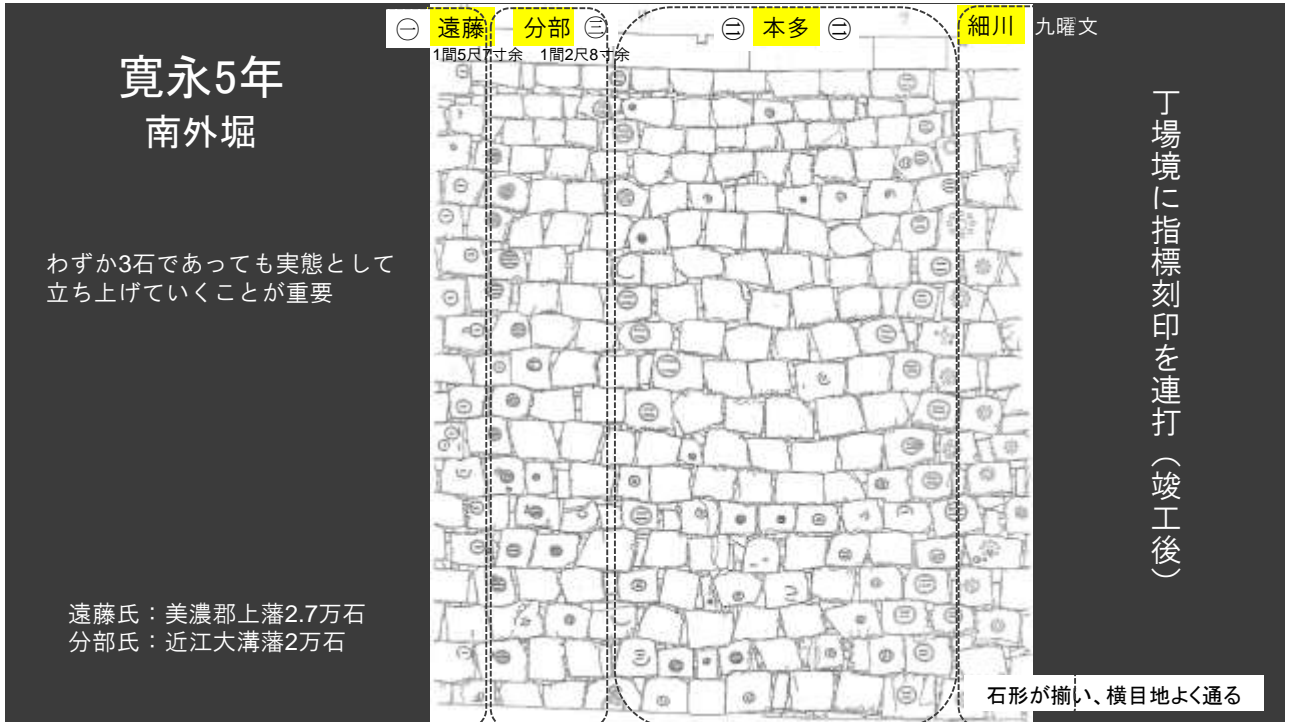 寛永5年
南外堀
わずか3石であっても実態として
立ち上げていくことが重要
遠藤氏：美濃郡上藩2.7万石
分部氏：近江大溝藩2万石
㊀ 遠藤 分部 ㊂ ㊁ 本多 ㊁ 細川 九曜文
1間5尺7寸余 1間2尺8寸余
丁場境に指標刻印を連打（竣工後）
石形が揃い、横目地よく通る